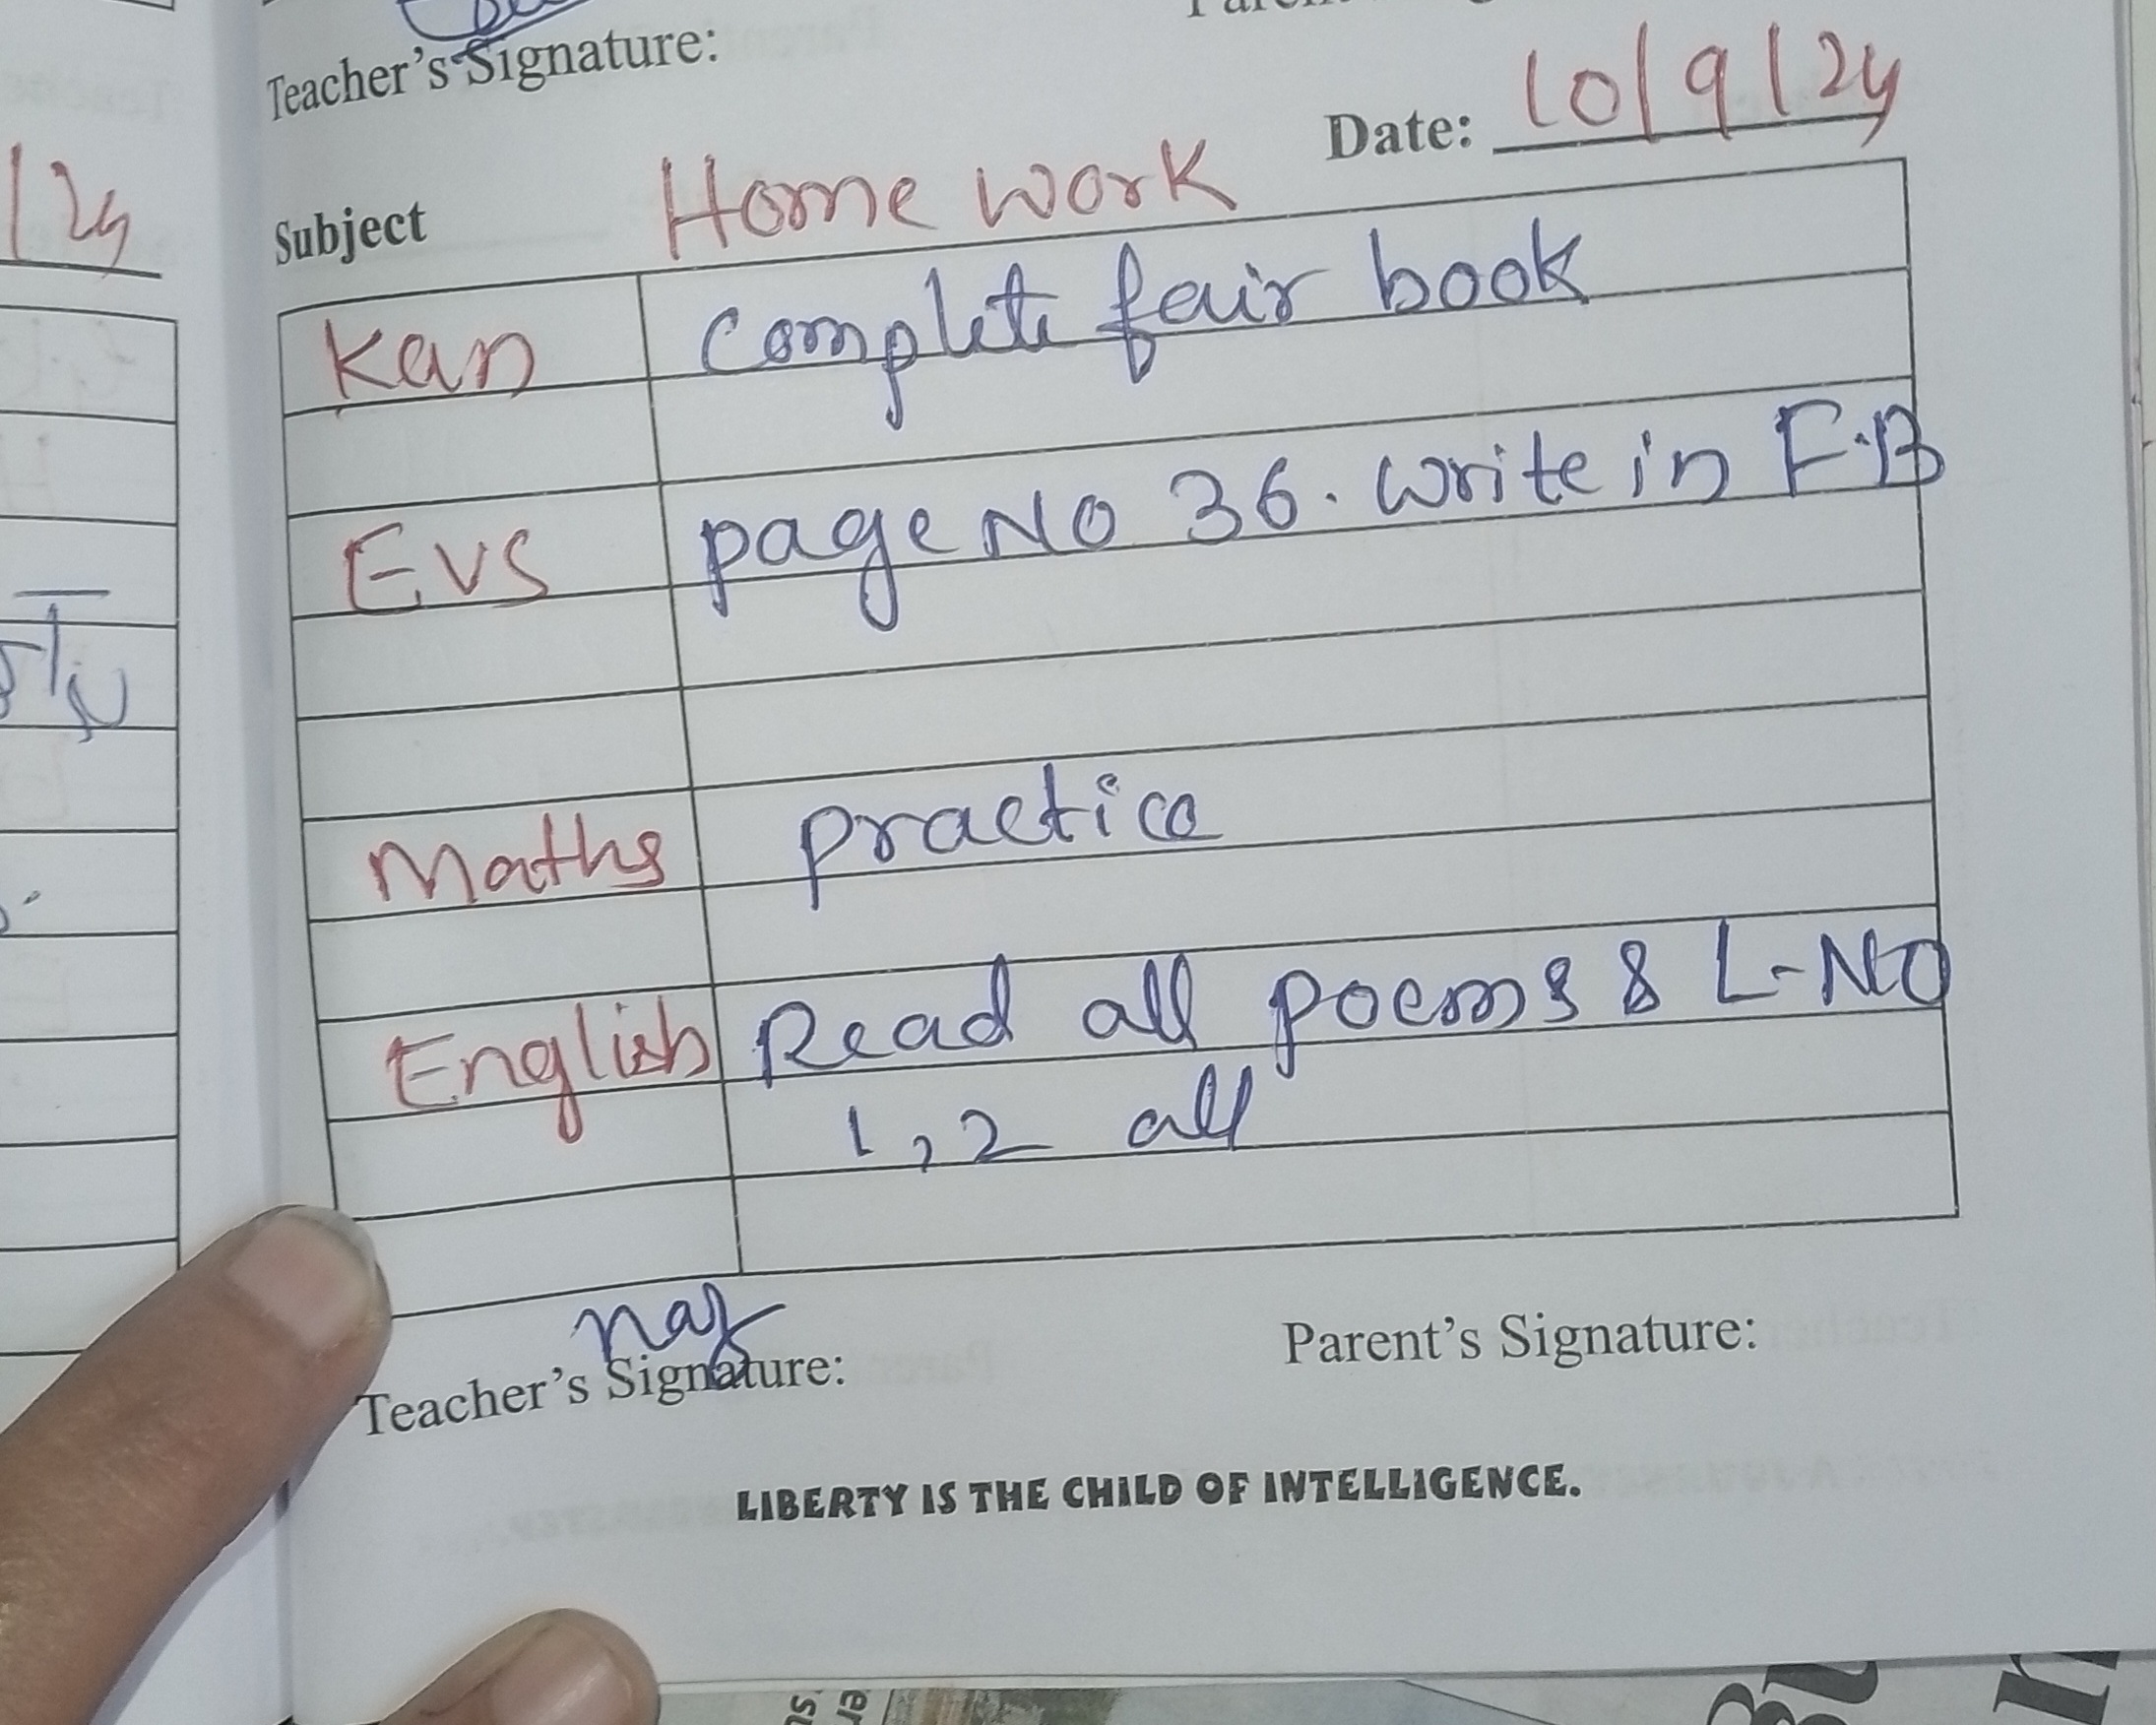 Teacher's Signature:
Date: 10/9/24
/24
Subject Home work
Kan Complete fair book
Evs page No 36. write in F.B
Maths practice
English Read all poems & L-NO
1, 2 all
Teacher's Signature:
Parent's Signature:
LIBERTY IS THE CHILD OF INTELLIGENCE.